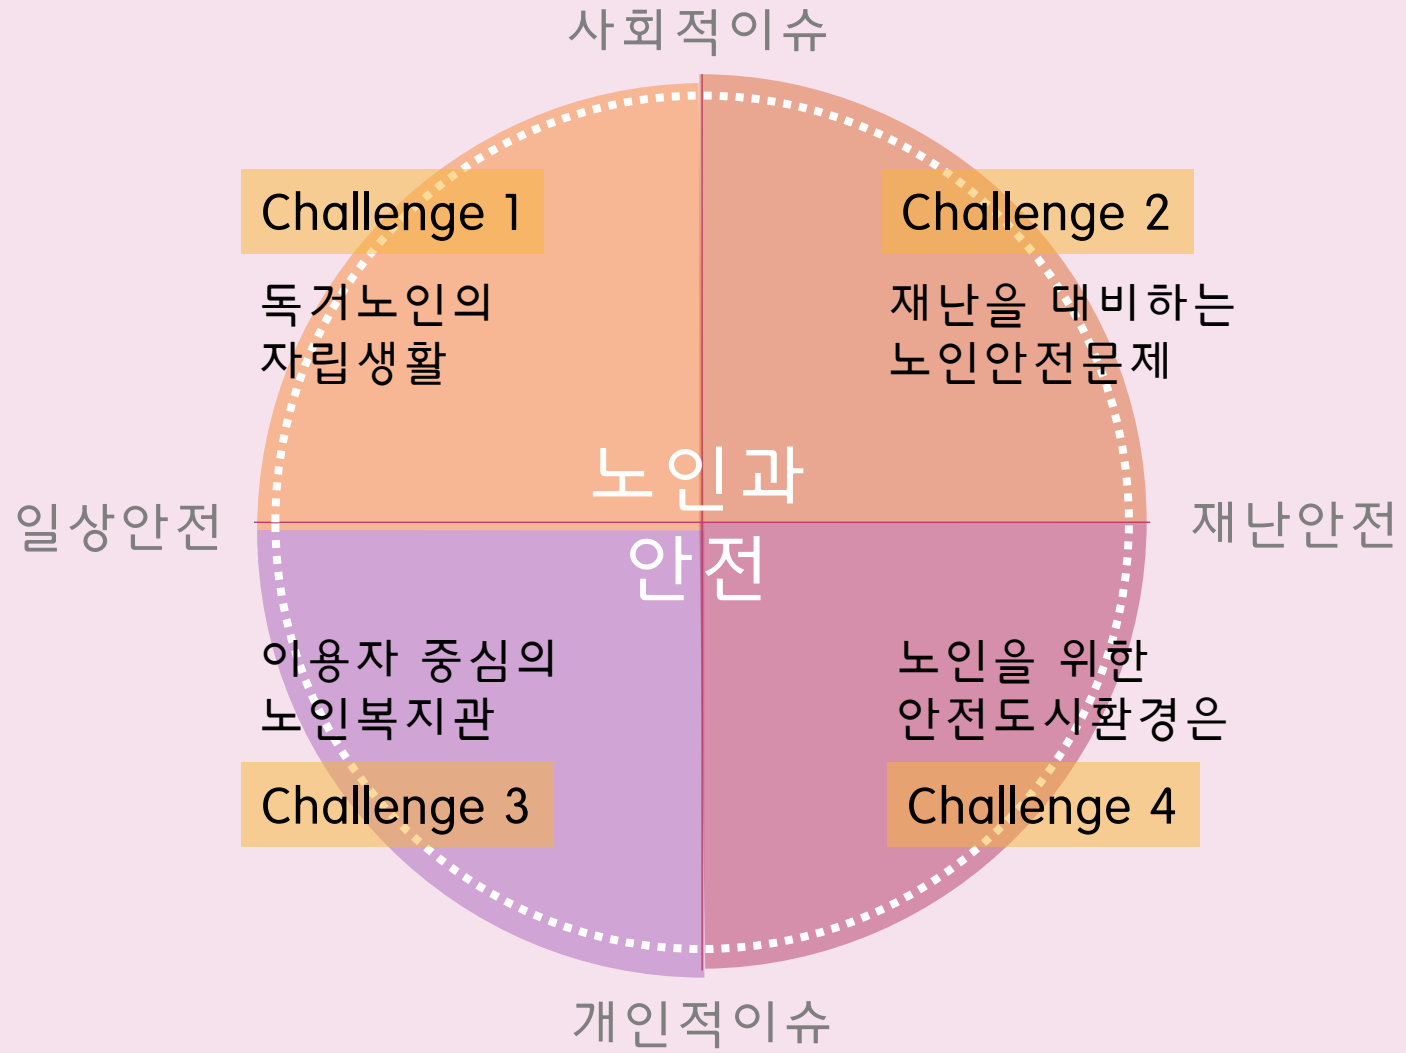 사회적이슈
Challenge 1
독거노인의
자립생활
Challenge 2
재난을 대비하는
노인안전문제
노인과
안전
일상안전
재난안전
이용자 중심의
노인복지관
Challenge 3
노인을 위한
안전도시환경은
Challenge 4
개인적이슈